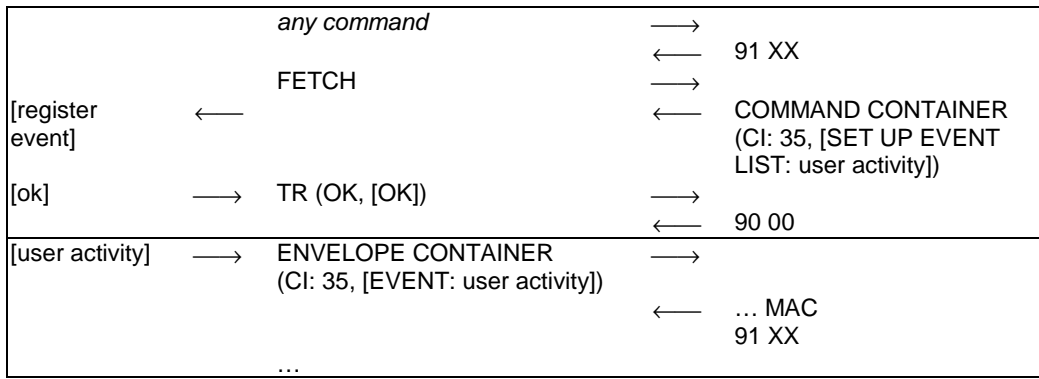 any command ⟶
⟵ 91 XX
FETCH ⟶
[register ⟵ ⟵ COMMAND CONTAINER
event] (CI: 35, [SET UP EVENT
LIST: user activity])
[ok] ⟶ TR (OK, [OK]) ⟶
⟵ 90 00
[user activity] ⟶ ENVELOPE CONTAINER ⟶
(CI: 35, [EVENT: user activity])
⟵ … MAC
91 XX
…